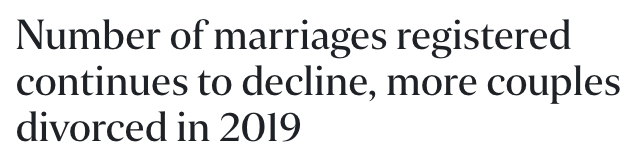 Number of marriages registered
continues to decline, more couples
divorced in 2019